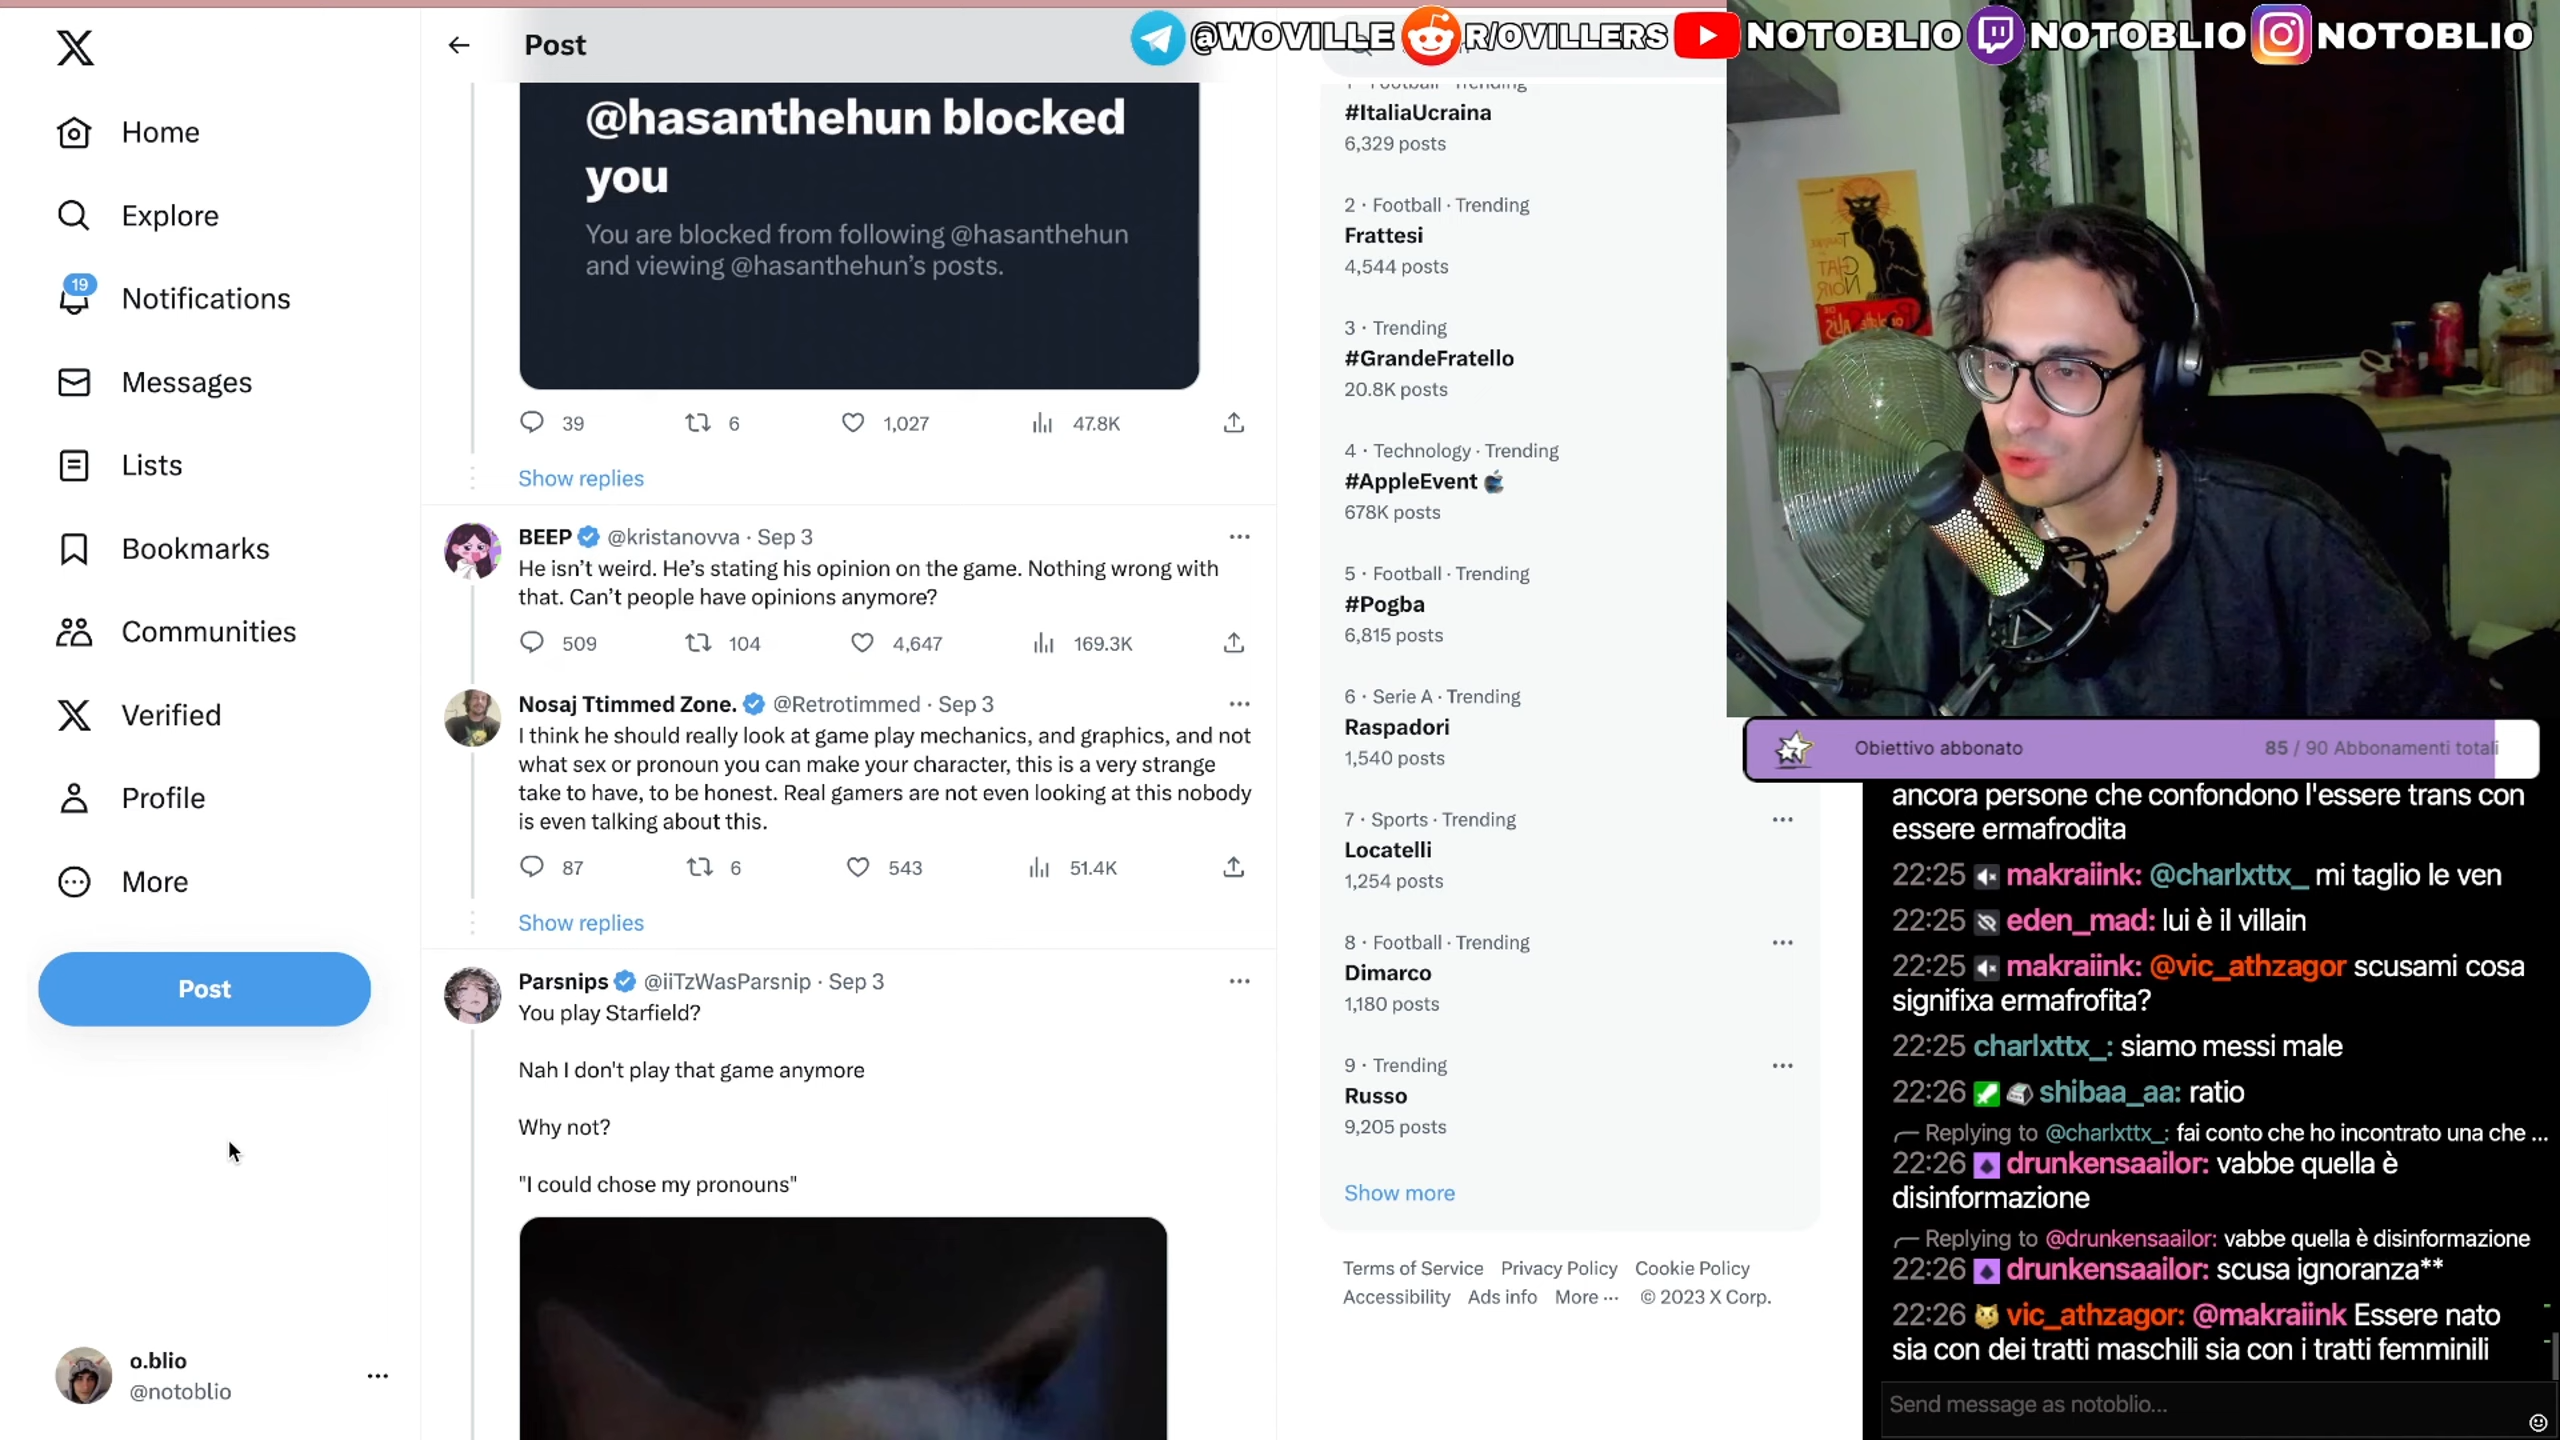 @WOVILLE R/OVILLERS NOTOBLIO NOTOBLIO NOTOBLIO
Home
Explore
19
Notifications
Messages
Lists
Bookmarks
Communities
Verified
Profile
More
Post
o.blio
@notoblio
Post
@hasanthehun blocked
you
You are blocked from following @hasanthehun
and viewing @hasanthehun's posts.
39 6 1,027 47.8K
Show replies
BEEP @kristanovva · Sep 3
He isn't weird. He's stating his opinion on the game. Nothing wrong with
that. Can't people have opinions anymore?
509 104 4,647 169.3K
Nosaj Ttimmed Zone. @Retrotimmed · Sep 3
I think he should really look at game play mechanics, and graphics, and not
what sex or pronoun you can make your character, this is a very strange
take to have, to be honest. Real gamers are not even looking at this nobody
is even talking about this.
87 6 543 51.4K
Show replies
Parsnips @iiTzWasParsnip · Sep 3
You play Starfield?
Nah I don't play that game anymore
Why not?
"I could chose my pronouns"
1 · Football · Trending
#ItaliaUcraina
6,329 posts
2 · Football · Trending
Frattesi
4,544 posts
3 · Trending
#GrandeFratello
20.8K posts
4 · Technology · Trending
#AppleEvent
678K posts
5 · Football · Trending
#Pogba
6,815 posts
6 · Serie A · Trending
Raspadori
1,540 posts
7 · Sports · Trending
Locatelli
1,254 posts
8 · Football · Trending
Dimarco
1,180 posts
9 · Trending
Russo
9,205 posts
Show more
Terms of Service Privacy Policy Cookie Policy
Accessibility Ads info More ··· © 2023 X Corp.
Obiettivo abbonato 85 / 90 Abbonamenti totali
ancora persone che confondono l'essere trans con
essere ermafrodita
22:25 makraiink: @charlxttx_ mi taglio le ven
22:25 eden_mad: lui è il villain
22:25 makraiink: @vic_athzagor scusami cosa
signifixa ermafrofita?
22:25 charlxttx_: siamo messi male
22:26 shibaa_aa: ratio
Replying to @charlxttx_: fai conto che ho incontrato una che ...
22:26 drunkensaailor: vabbe quella è
disinformazione
Replying to @drunkensaailor: vabbe quella è disinformazione
22:26 drunkensaailor: scusa ignoranza**
22:26 vic_athzagor: @makraiink Essere nato
sia con dei tratti maschili sia con i tratti femminili
Send message as notoblio...